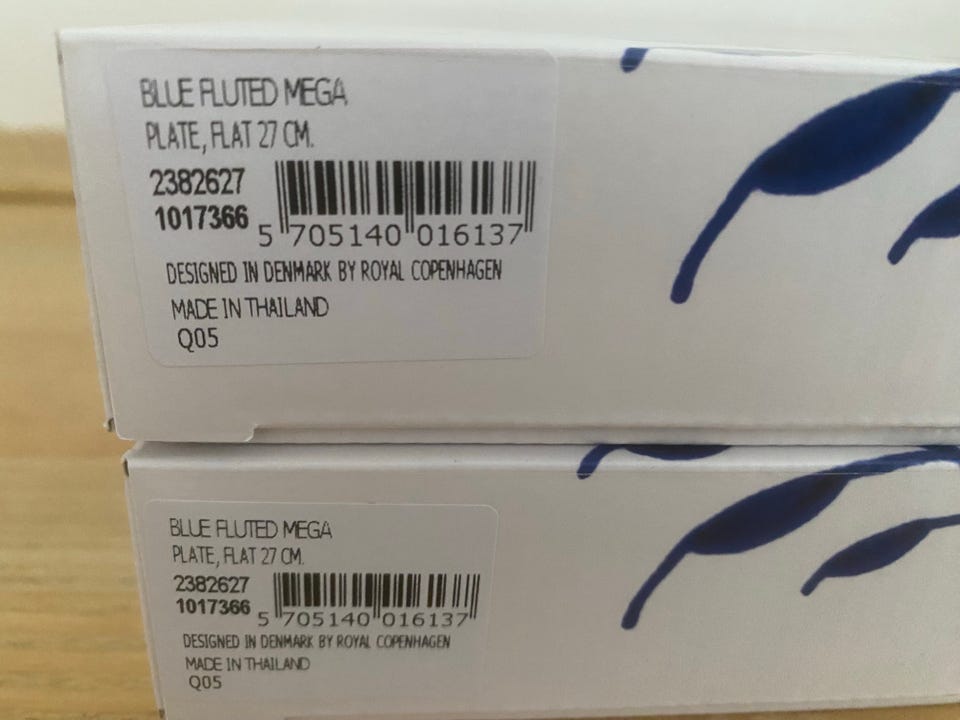 BLUE FLUTED MEGA
PLATE, FLAT 27 CM.
2382627
1017366
5 705140 016137
DESIGNED IN DENMARK BY ROYAL COPENHAGEN
MADE IN THAILAND
Q05
BLUE FLUTED MEGA
PLATE, FLAT 27 CM.
2382627
1017366
5 705140 016137
DESIGNED IN DENMARK BY ROYAL COPENHAGEN
MADE IN THAILAND
Q05